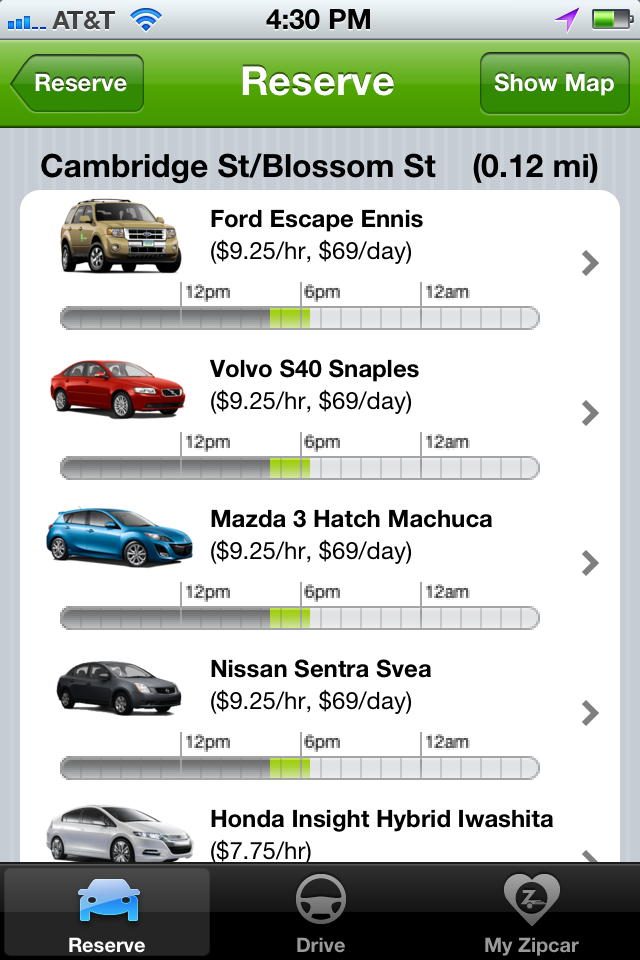 AT&T 4:30 PM
Reserve Reserve Show Map
Cambridge St/Blossom St (0.12 mi)
Ford Escape Ennis
($9.25/hr, $69/day)
12pm 6pm 12am
Volvo S40 Snaples
($9.25/hr, $69/day)
12pm 6pm 12am
Mazda 3 Hatch Machuca
($9.25/hr, $69/day)
12pm 6pm 12am
Nissan Sentra Svea
($9.25/hr, $69/day)
12pm 6pm 12am
Honda Insight Hybrid Iwashita
($7.75/hr)
Z
Reserve Drive My Zipcar